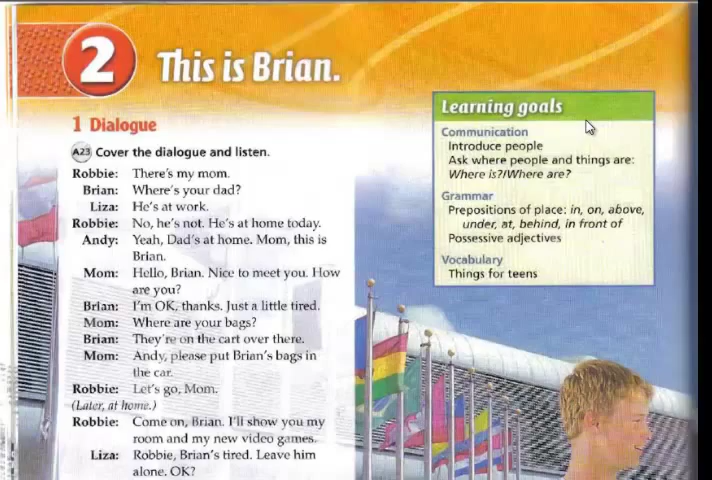 2
This is Brian.
1 Dialogue
A23 Cover the dialogue and listen.
Robbie: There's my mom.
Brian: Where's your dad?
Liza: He's at work.
Robbie: No, he's not. He's at home today.
Andy: Yeah, Dad's at home. Mom, this is
Brian.
Mom: Hello, Brian. Nice to meet you. How
are you?
Brian: I'm OK, thanks. Just a little tired.
Mom: Where are your bags?
Brian: They're on the cart over there.
Mom: Andy, please put Brian's bags in
the car.
Robbie: Let's go, Mom.
(Later, at home.)
Robbie: Come on, Brian. I'll show you my
room and my new video games.
Liza: Robbie, Brian's tired. Leave him
alone. OK?
Learning goals
Communication
Introduce people
Ask where people and things are:
Where is?/Where are?
Grammar
Prepositions of place: in, on, above,
under, at, behind, in front of
Possessive adjectives
Vocabulary
Things for teens